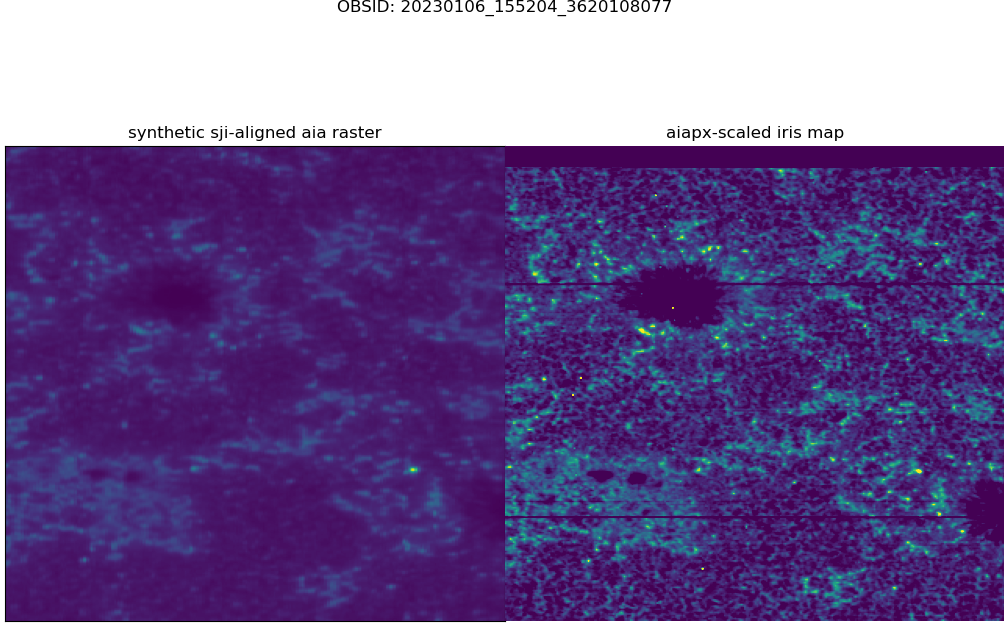 OBSID: 20230106_155204_3620108077
synthetic sji-aligned aia raster
aiapx-scaled iris map